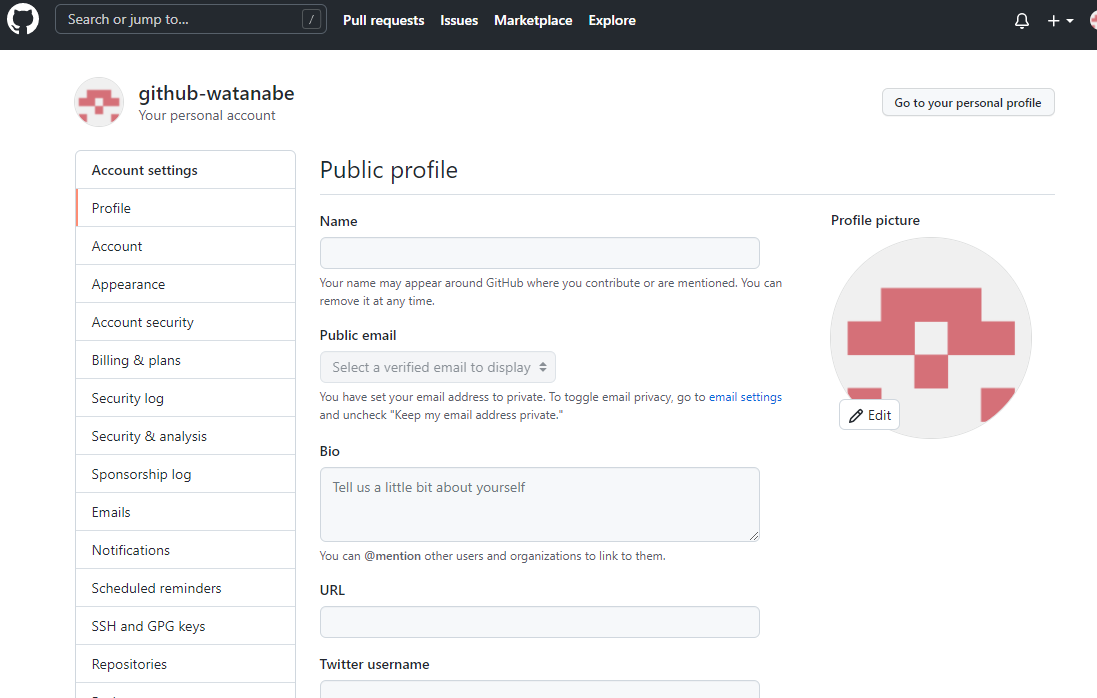 Search or jump to...
/
Pull requests
Issues
Marketplace
Explore
github-watanabe
Your personal account
Go to your personal profile
Account settings
Profile
Account
Appearance
Account security
Billing & plans
Security log
Security & analysis
Sponsorship log
Emails
Notifications
Scheduled reminders
SSH and GPG keys
Repositories
Public profile
Name
Your name may appear around GitHub where you contribute or are mentioned. You can
remove it at any time.
Public email
Select a verified email to display
You have set your email address to private. To toggle email privacy, go to email settings
and uncheck "Keep my email address private."
Bio
Tell us a little bit about yourself
You can @mention other users and organizations to link to them.
URL
Twitter username
Profile picture
Edit